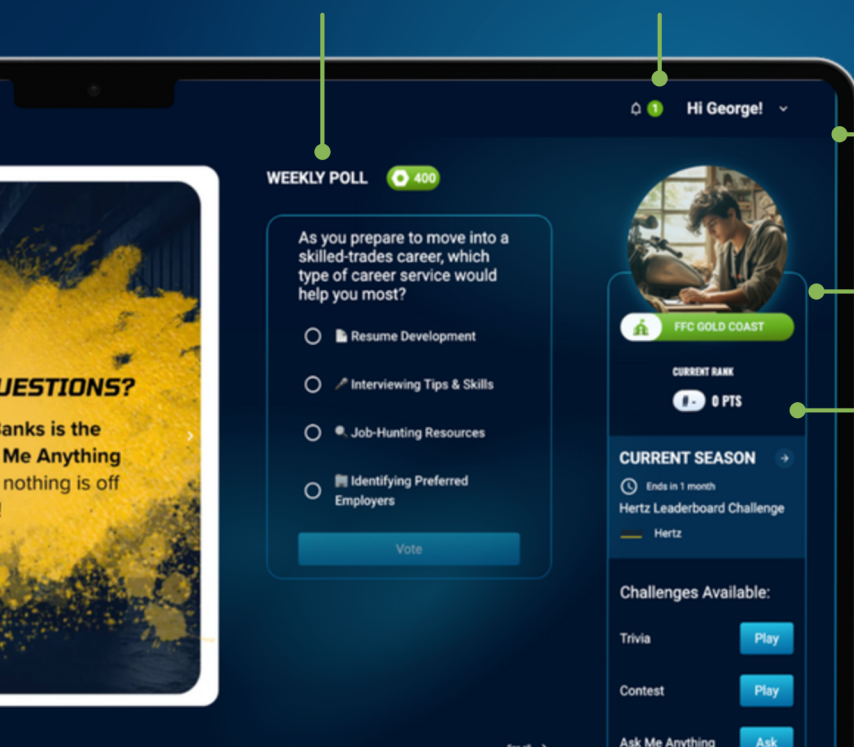 1
Hi George!
WEEKLY POLL
400
As you prepare to move into a
skilled-trades career, which
type of career service would
help you most?
Resume Development
Interviewing Tips & Skills
Job-Hunting Resources
Identifying Preferred
Employers
Vote
UESTIONS?
Banks is the
Me Anything
nothing is off
!
FFC GOLD COAST
CURRENT RANK
0 PTS
CURRENT SEASON
Ends in 1 month
Hertz Leaderboard Challenge
Hertz
Challenges Available:
Trivia
Play
Contest
Play
Ask Me Anything
Ask